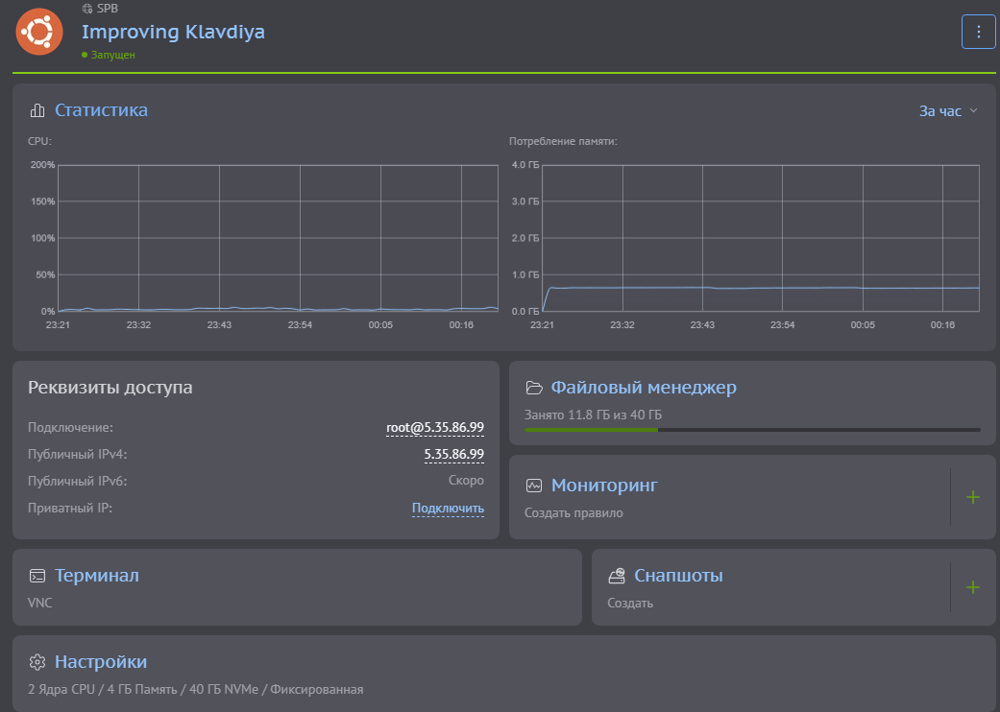 SPB
Improving Klavdiya
Запущен
Статистика
За час
CPU:
200%
150%
100%
50%
0%
23:21 23:32 23:43 23:54 00:05 00:16
Потребление памяти:
4.0 ГБ
3.0 ГБ
2.0 ГБ
1.0 ГБ
0.0 ГБ
23:21 23:32 23:43 23:54 00:05 00:16
Реквизиты доступа
Подключение: root@5.35.86.99
Публичный IPv4: 5.35.86.99
Публичный IPv6: Скоро
Приватный IP: Подключить
Файловый менеджер
Занято 11.8 ГБ из 40 ГБ
Мониторинг
Создать правило
Терминал
VNC
Снапшоты
Создать
Настройки
2 Ядра CPU / 4 ГБ Память / 40 ГБ NVMe / Фиксированная